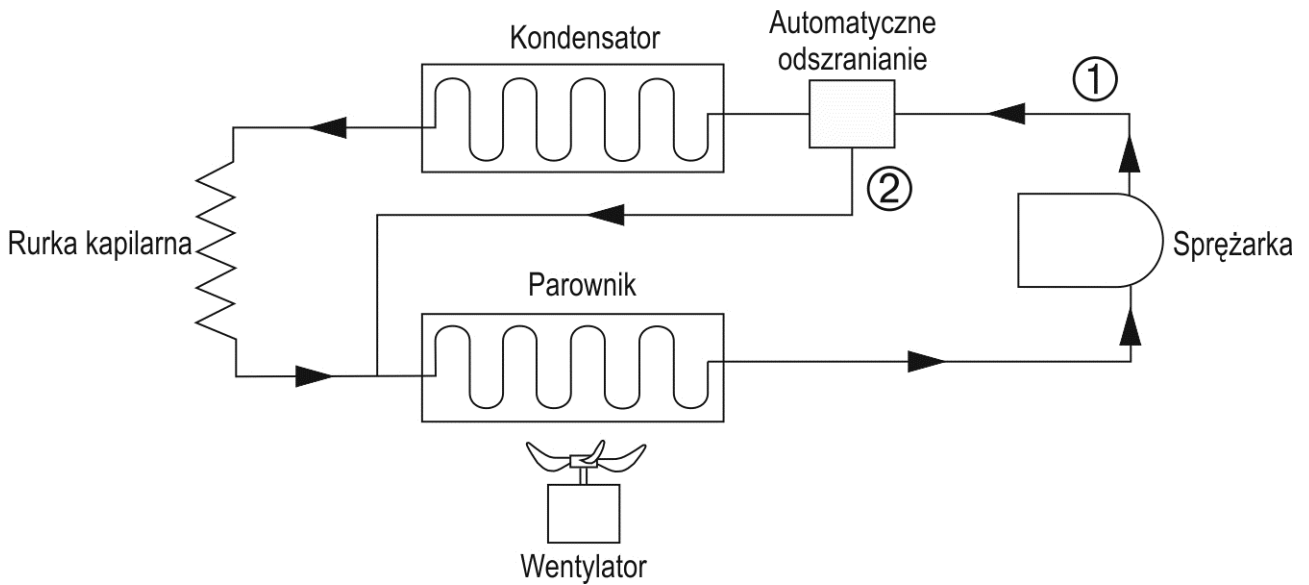 Kondensator
Automatyczne
odszranianie
1
2
Rurka kapilarna
Sprężarka
Parownik
Wentylator